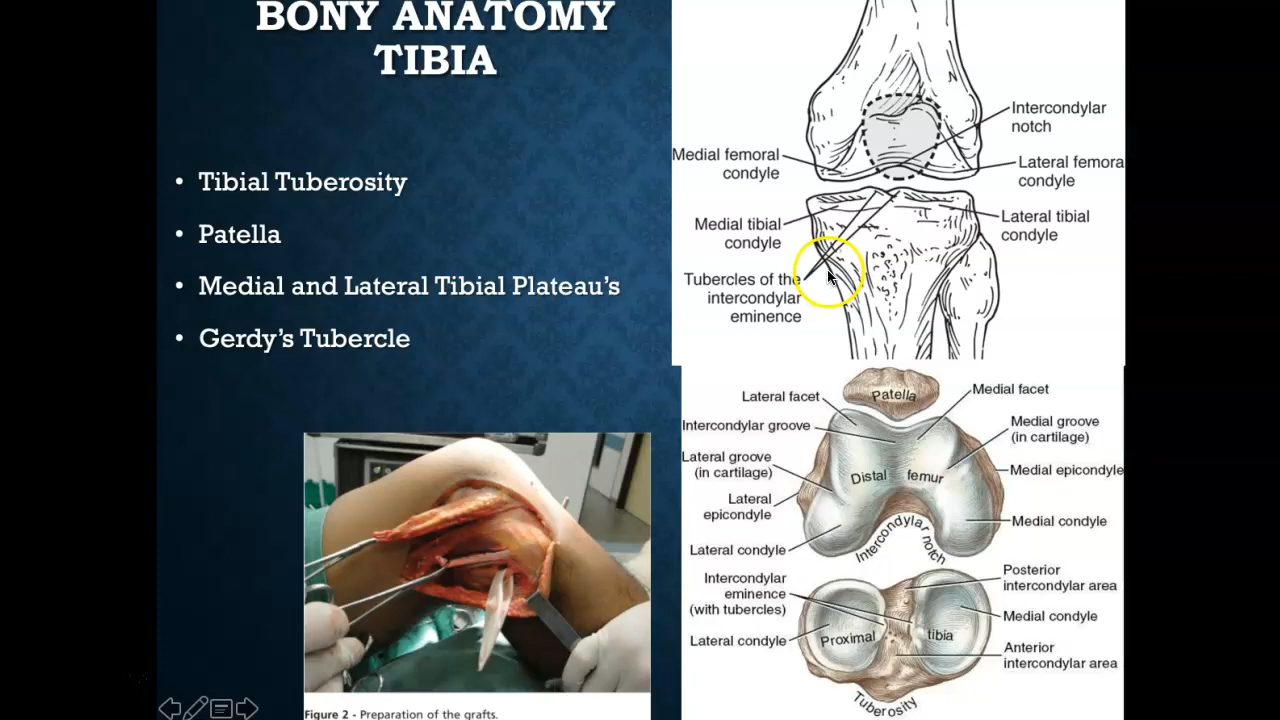 BONY ANATOMY
TIBIA
• Tibial Tuberosity
• Patella
• Medial and Lateral Tibial Plateau's
• Gerdy's Tubercle
Intercondylar
notch
Medial femoral
condyle
Lateral femora
condyle
Medial tibial
condyle
Lateral tibial
condyle
Tubercles of the
intercondylar
eminence
Patella
Lateral facet
Medial facet
Intercondylar groove
Medial groove
(in cartilage)
Lateral groove
(in cartilage)
Distal femur
Medial epicondyle
Lateral
epicondyle
Medial condyle
Intercondylar notch
Lateral condyle
Intercondylar
eminence
(with tubercles)
Posterior
intercondylar area
Medial condyle
Lateral condyle
Proximal tibia
Anterior
intercondylar area
Tuberosity
Figure 2 - Preparation of the grafts.